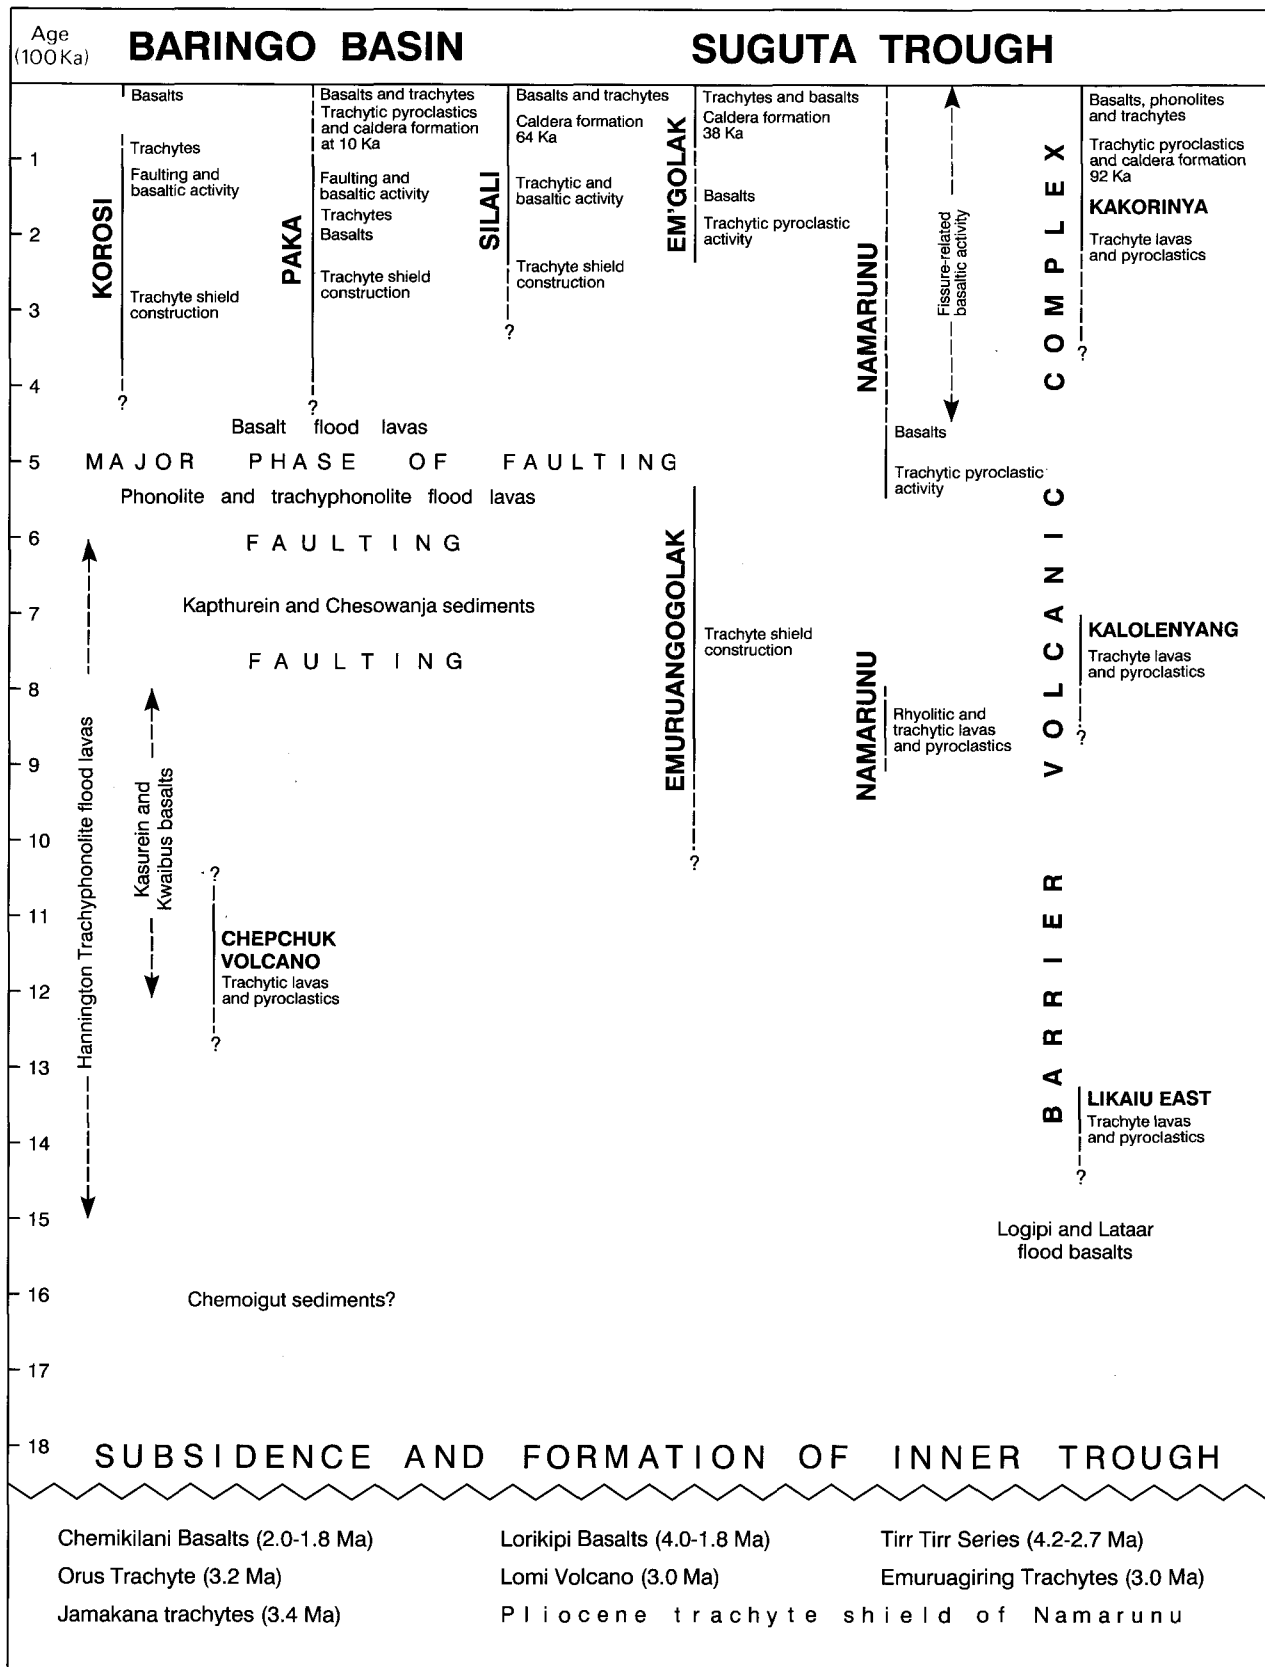 Age
(100 Ka)
BARINGO BASIN
SUGUTA TROUGH
KOROSI
Basalts
Trachytes
Faulting and
basaltic activity
Trachyte shield
construction
?
PAKA
Basalts and trachytes
Trachytic pyroclastics
and caldera formation
at 10 Ka
Faulting and
basaltic activity
Trachytes
Basalts
Trachyte shield
construction
?
SILALI
Basalts and trachytes
Caldera formation
64 Ka
Trachytic and
basaltic activity
Trachyte shield
construction
?
EM'GOLAK
Trachytes and basalts
Caldera formation
38 Ka
Basalts
Trachytic pyroclastic
activity
NAMARUNU
Basalts
Trachytic pyroclastic
activity
Fissure-related
basaltic activity
BARRIER VOLCANIC COMPLEX
Basalts, phonolites
and trachytes
Trachytic pyroclastics
and caldera formation
92 Ka
KAKORINYA
Trachyte lavas
and pyroclastics
?
1
2
3
4
5
6
7
8
9
10
11
12
13
14
15
16
17
18
Basalt flood lavas
MAJOR PHASE OF FAULTING
Phonolite and trachyphonolite flood lavas
FAULTING
Kapthurein and Chesowanja sediments
FAULTING
Hannington Trachyphonolite flood lavas
Kasurein and
Kwaibus basalts
?
CHEPCHUK
VOLCANO
Trachytic lavas
and pyroclastics
?
EMURUANGOGOLAK
Trachyte shield
construction
?
NAMARUNU
Rhyolitic and
trachytic lavas
and pyroclastics
KALOLENYANG
Trachyte lavas
and pyroclastics
?
LIKAIU EAST
Trachyte lavas
and pyroclastics
?
Logipi and Lataar
flood basalts
Chemoigut sediments?
SUBSIDENCE AND FORMATION OF INNER TROUGH
Chemikilani Basalts (2.0-1.8 Ma)
Lorikipi Basalts (4.0-1.8 Ma)
Tirr Tirr Series (4.2-2.7 Ma)
Orus Trachyte (3.2 Ma)
Lomi Volcano (3.0 Ma)
Emuruagiring Trachytes (3.0 Ma)
Jamakana trachytes (3.4 Ma)
Pliocene trachyte shield of Namarunu